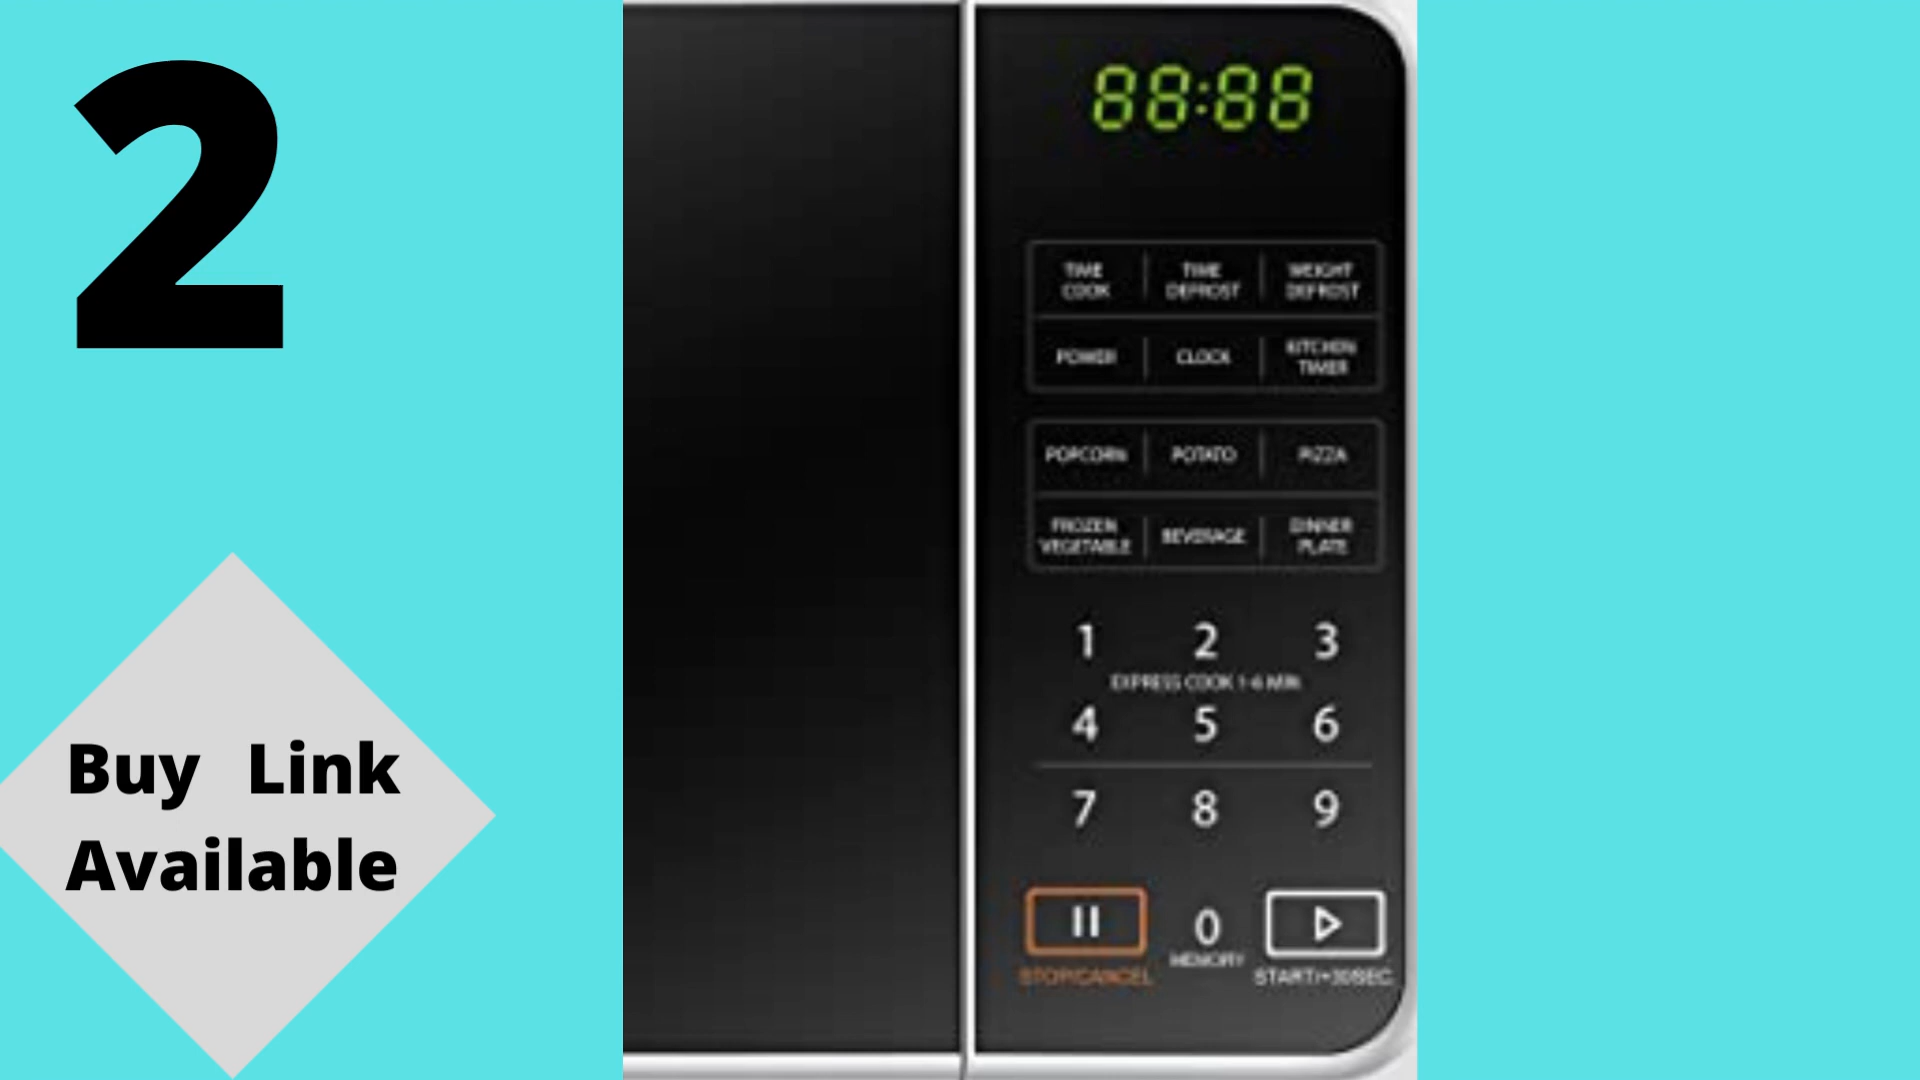 2
Buy Link
Available
88:88
TIME COOK
TIME DEFROST
WEIGHT DEFROST
POWER
CLOCK
KITCHEN TIMER
POPCORN
POTATO
PIZZA
FROZEN VEGETABLE
BEVERAGE
DINNER PLATE
1 2 3
EXPRESS COOK 1-6 MIN
4 5 6
7 8 9
0
MEMORY
STOP/CANCEL
START/+30SEC